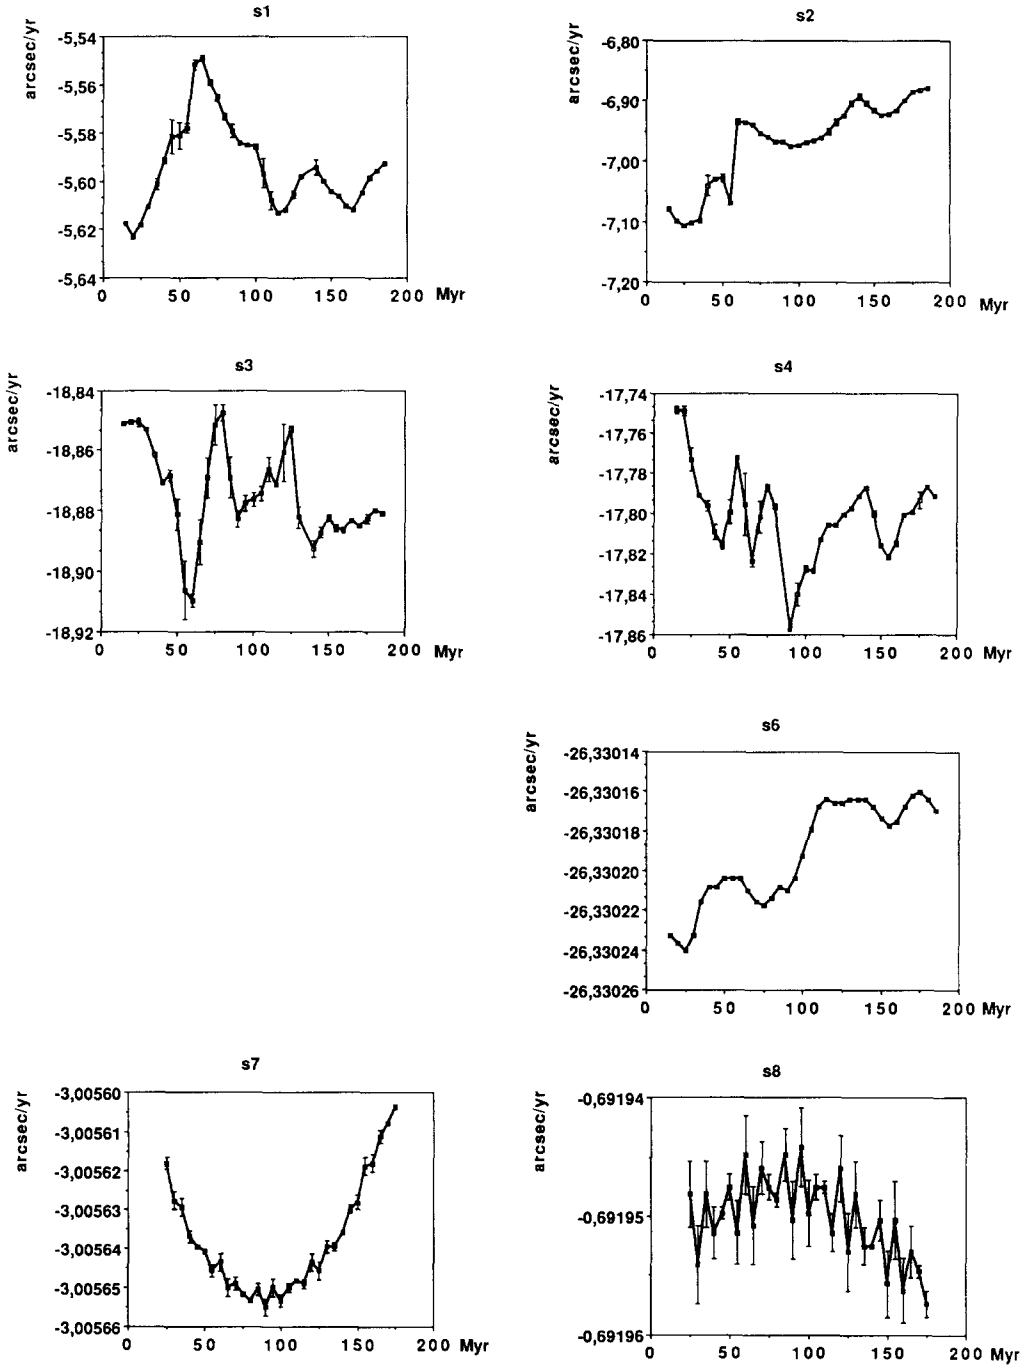 s1
arcsec/yr
-5,54
-5,56
-5,58
-5,60
-5,62
-5,64
0 50 100 150 200 Myr
s2
arcsec/yr
-6,80
-6,90
-7,00
-7,10
-7,20
0 50 100 150 200 Myr
s3
arcsec/yr
-18,84
-18,86
-18,88
-18,90
-18,92
0 50 100 150 200 Myr
s4
arcsec/yr
-17,74
-17,76
-17,78
-17,80
-17,82
-17,84
-17,86
0 50 100 150 200 Myr
s6
arcsec/yr
-26,33014
-26,33016
-26,33018
-26,33020
-26,33022
-26,33024
-26,33026
0 50 100 150 200 Myr
s7
arcsec/yr
-3,00560
-3,00561
-3,00562
-3,00563
-3,00564
-3,00565
-3,00566
0 50 100 150 200 Myr
s8
arcsec/yr
-0,69194
-0,69195
-0,69196
0 50 100 150 200 Myr